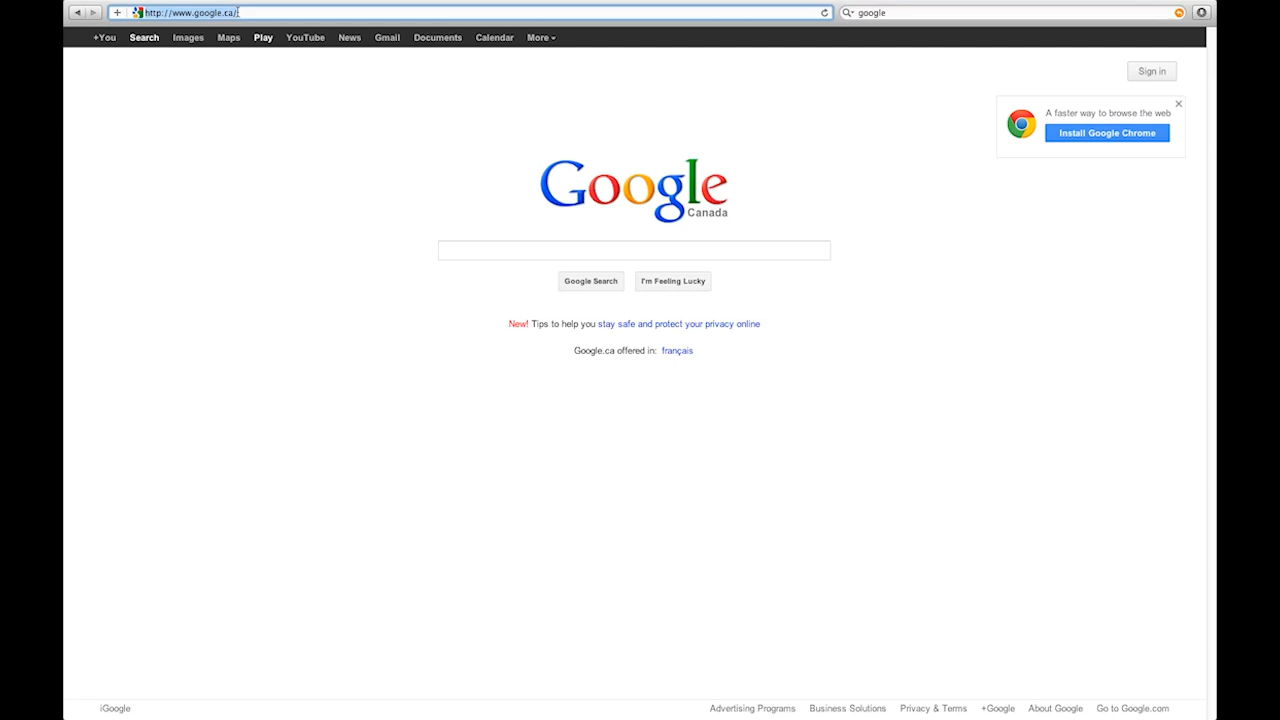 http://www.google.ca/
google
+You Search Images Maps Play YouTube News Gmail Documents Calendar More
Sign in
A faster way to browse the web
Install Google Chrome
Google
Canada
Google Search I'm Feeling Lucky
New! Tips to help you stay safe and protect your privacy online
Google.ca offered in: français
iGoogle Advertising Programs Business Solutions Privacy & Terms +Google About Google Go to Google.com